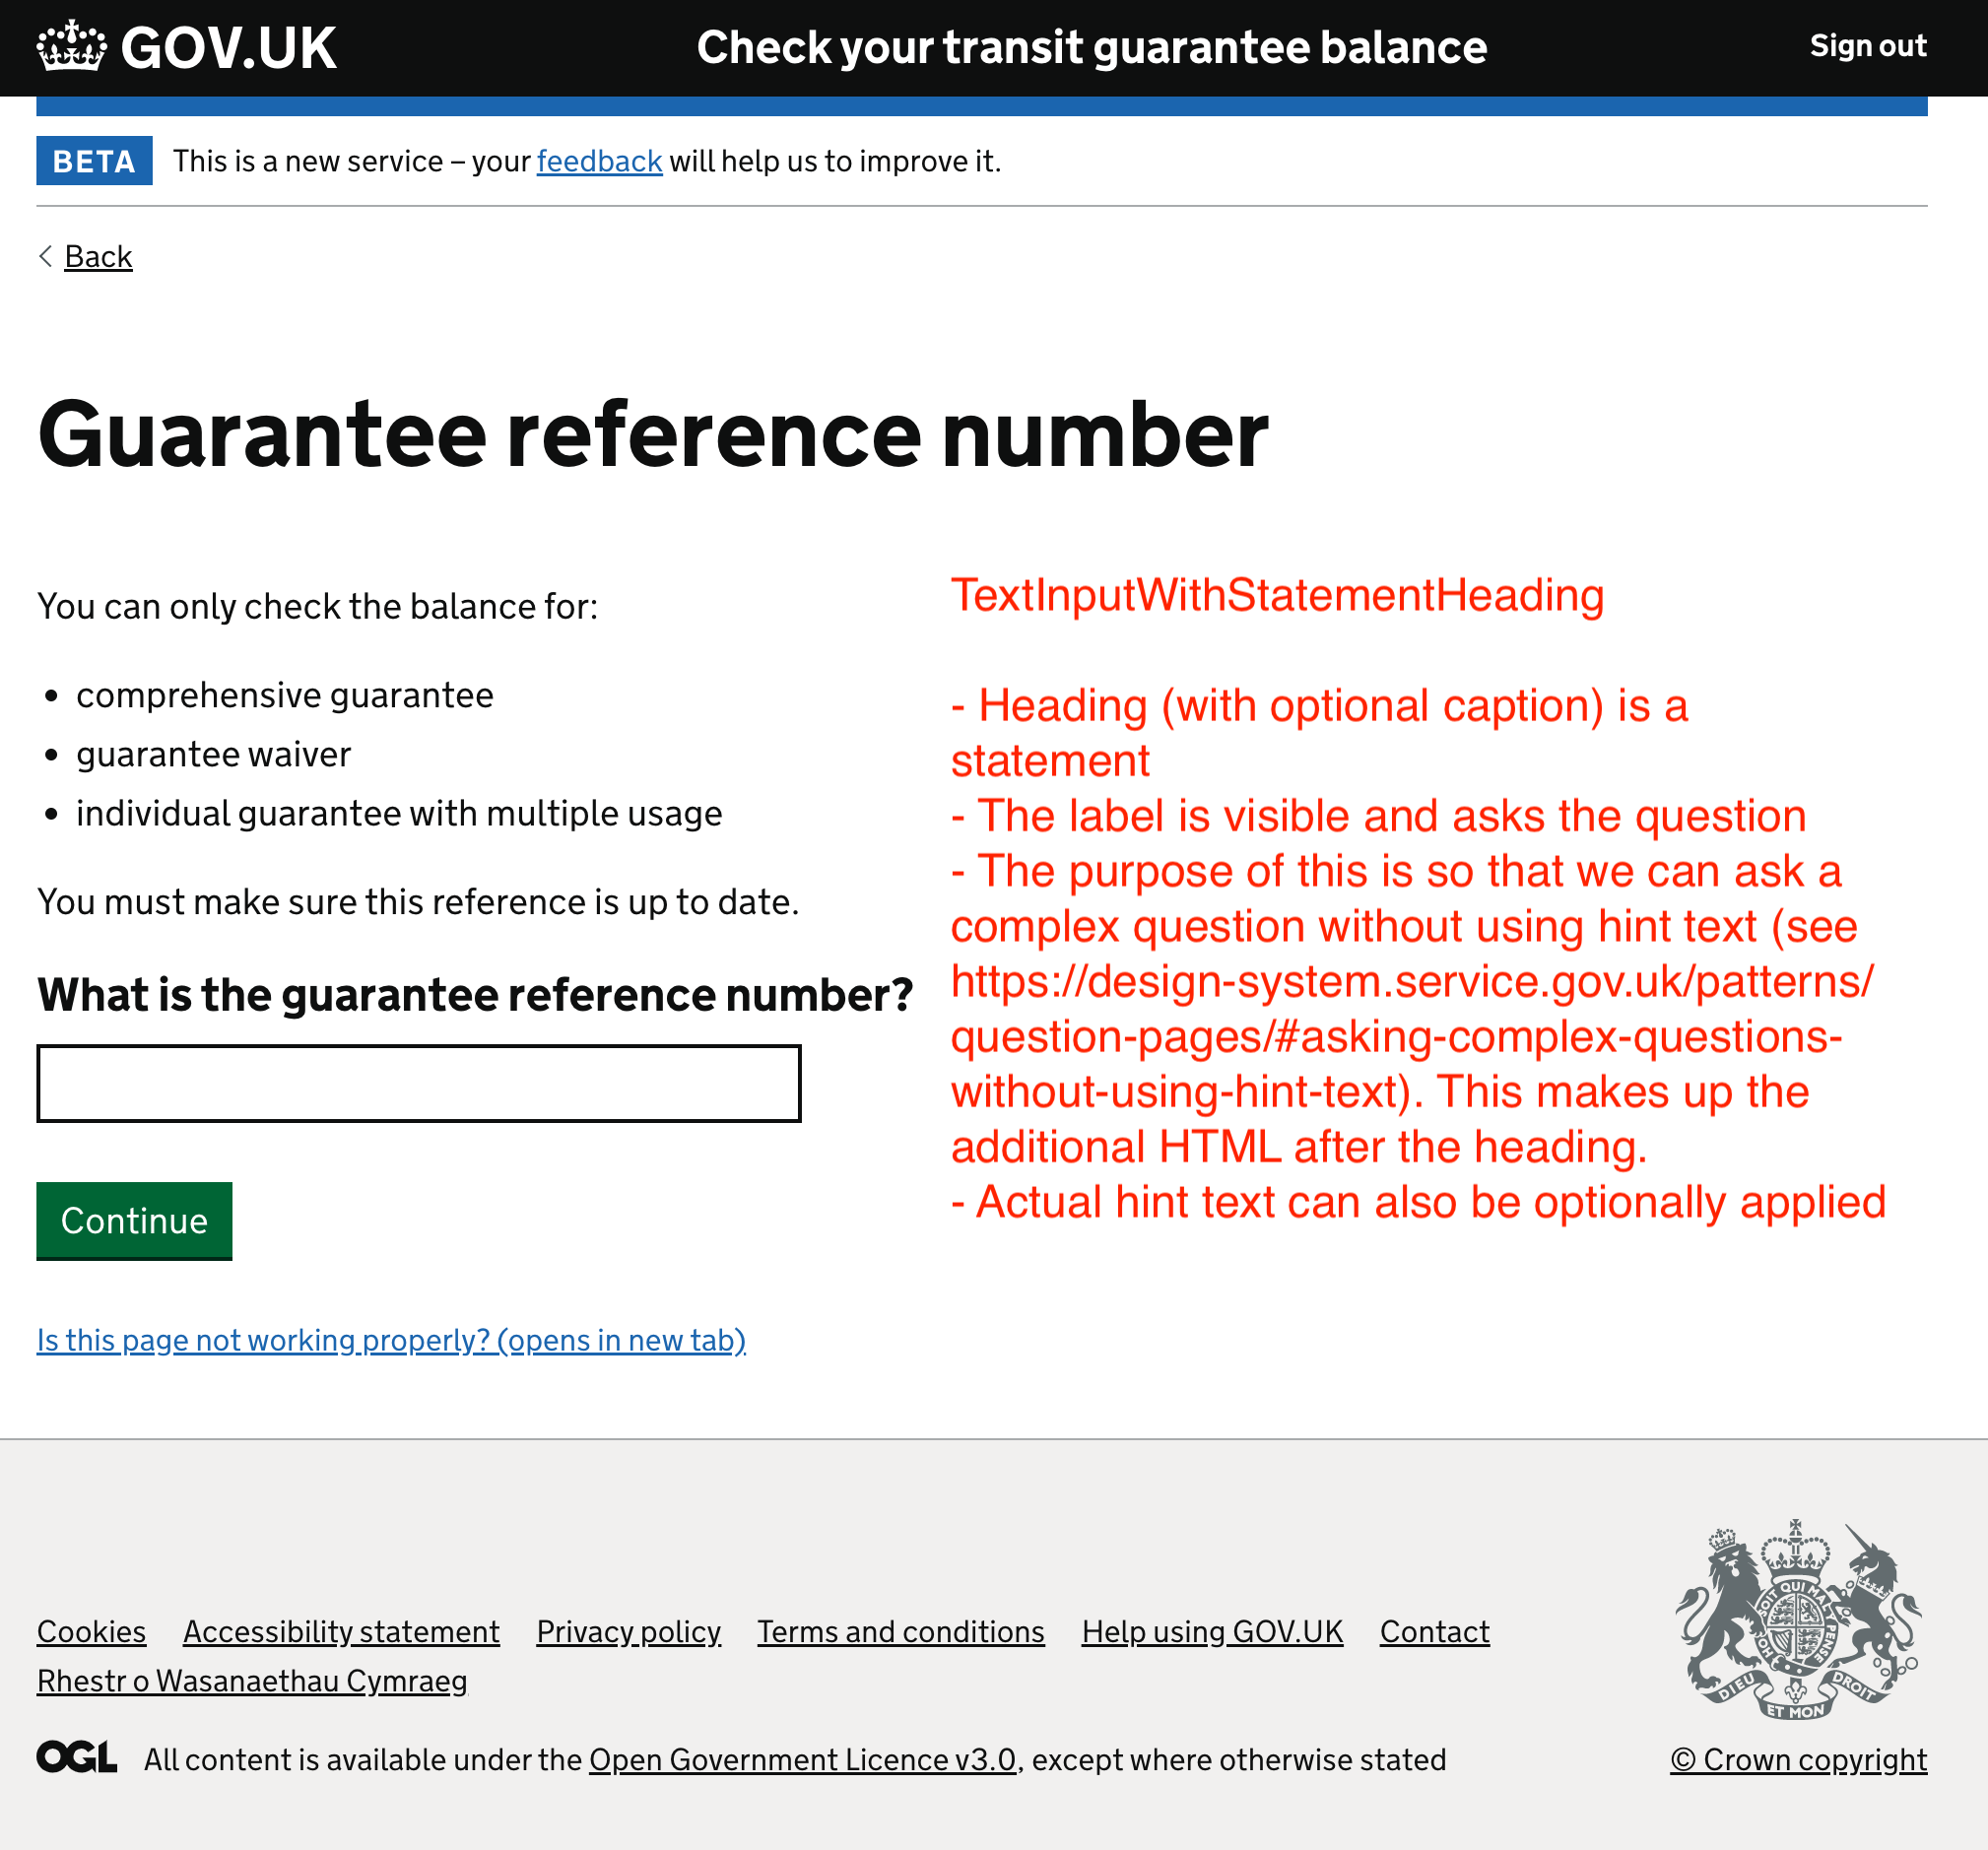 GOV.UK
Check your transit guarantee balance
Sign out
BETA
This is a new service – your feedback will help us to improve it.
Back
Guarantee reference number
You can only check the balance for:
• comprehensive guarantee
• guarantee waiver
• individual guarantee with multiple usage
You must make sure this reference is up to date.
What is the guarantee reference number?
Continue
Is this page not working properly? (opens in new tab)
TextInputWithStatementHeading
- Heading (with optional caption) is a
statement
- The label is visible and asks the question
- The purpose of this is so that we can ask a
complex question without using hint text (see
https://design-system.service.gov.uk/patterns/
question-pages/#asking-complex-questions-
without-using-hint-text). This makes up the
additional HTML after the heading.
- Actual hint text can also be optionally applied
Cookies
Accessibility statement
Privacy policy
Terms and conditions
Help using GOV.UK
Contact
Rhestr o Wasanaethau Cymraeg
OGL
All content is available under the Open Government Licence v3.0, except where otherwise stated
DIEU
ET MON
DROIT
© Crown copyright